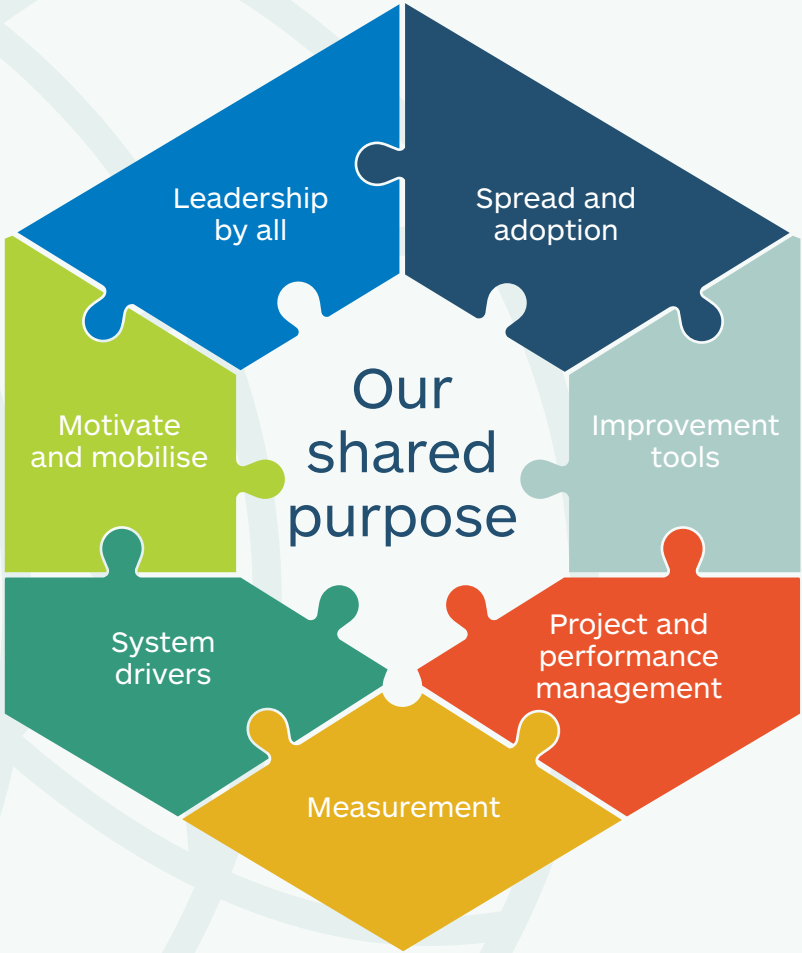 Leadership
by all
Spread and
adoption
Our
shared
purpose
Motivate
and mobilise
Improvement
tools
System
drivers
Project and
performance
management
Measurement